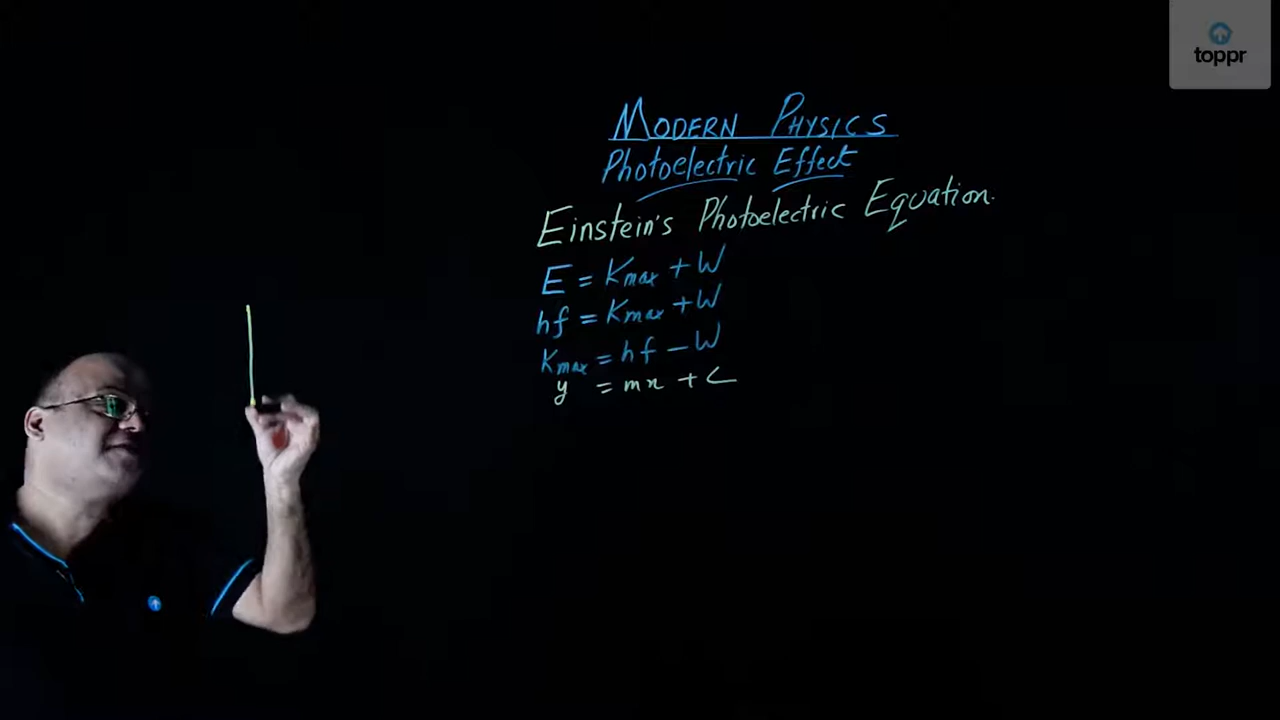 toppr
MODERN PHYSICS
Photoelectric Effect
Einstein's Photoelectric Equation.
E = Kmax + W
hf = Kmax + W
Kmax = hf - W
y = mx + C